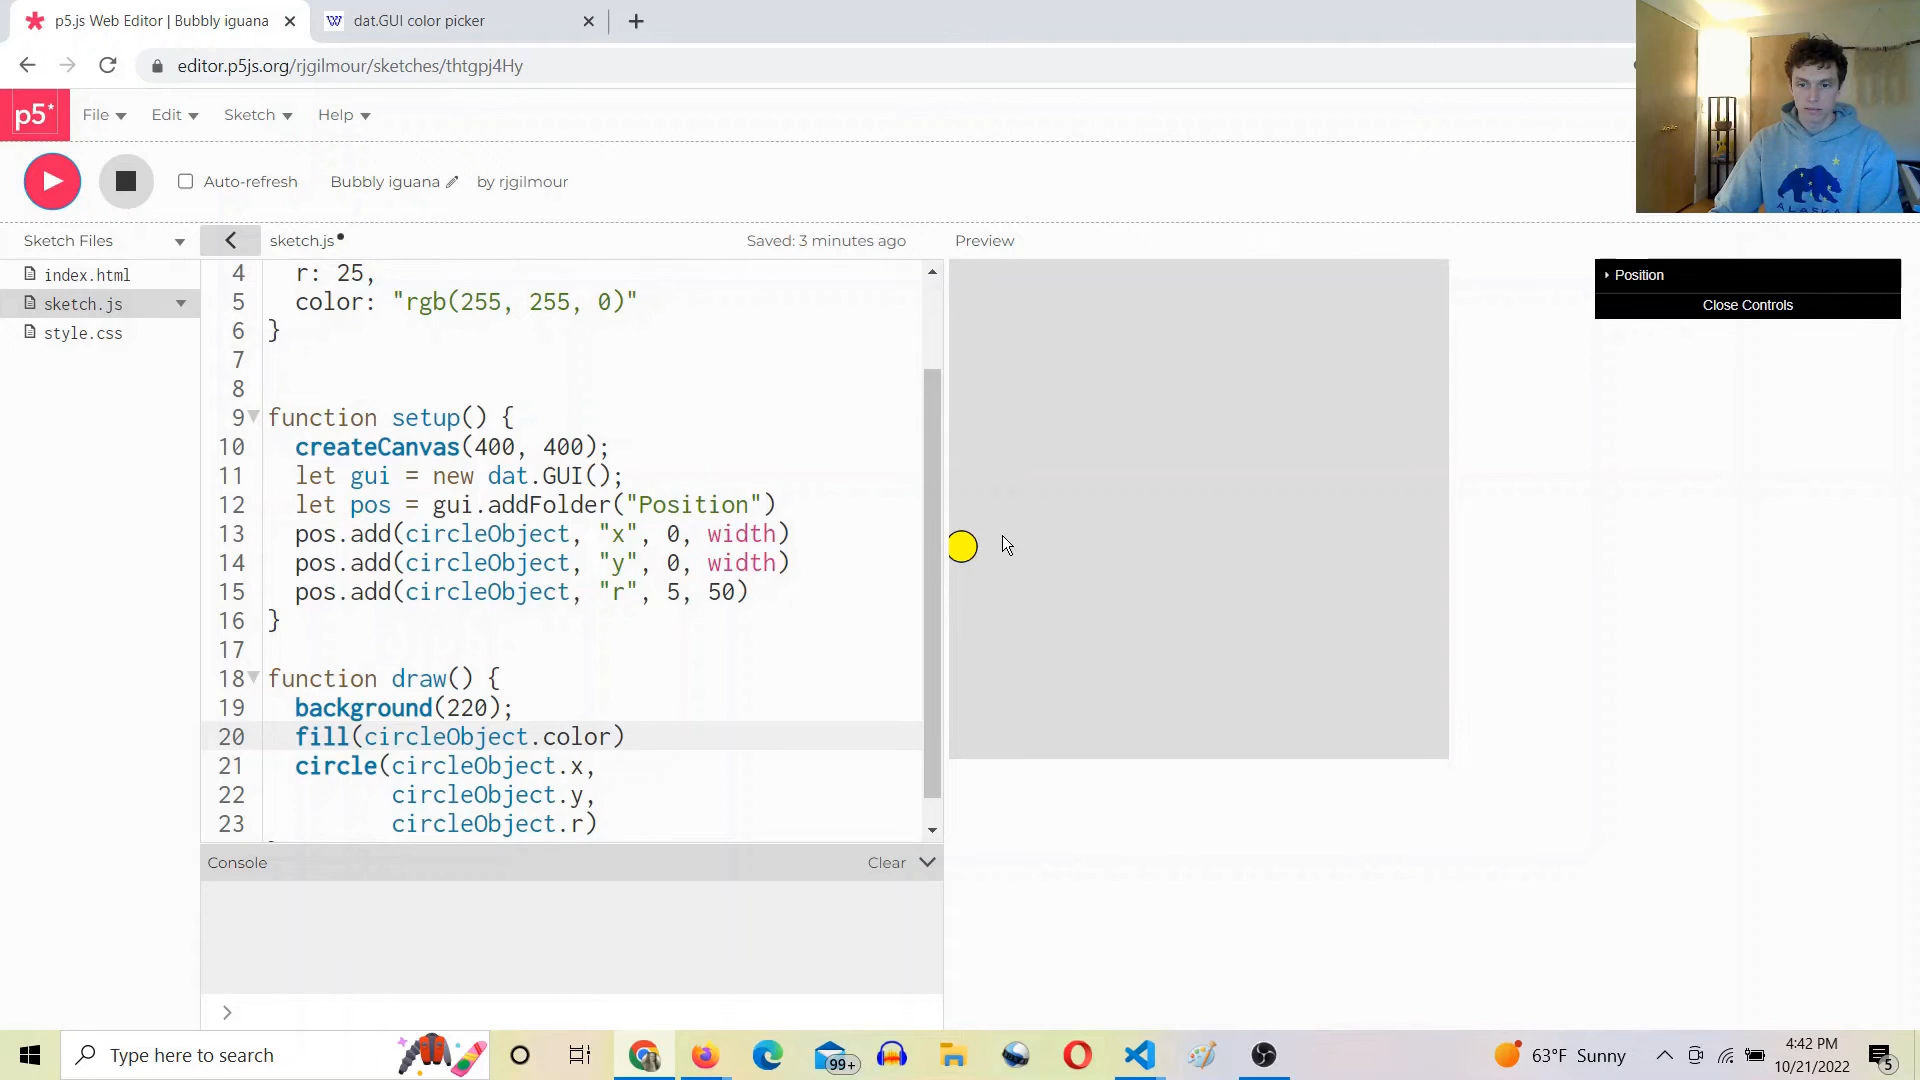 p5.js Web Editor | Bubbly iguana
dat.GUI color picker
editor.p5js.org/rjgilmour/sketches/thtgpj4Hy
p5*
File
Edit
Sketch
Help
Auto-refresh
Bubbly iguana
by rjgilmour
Sketch Files
sketch.js
Saved: 3 minutes ago
Preview
index.html
sketch.js
style.css
4 r: 25,
5 color: "rgb(255, 255, 0)"
6 }
7
8
9 function setup() {
10 createCanvas(400, 400);
11 let gui = new dat.GUI();
12 let pos = gui.addFolder("Position")
13 pos.add(circleObject, "x", 0, width)
14 pos.add(circleObject, "y", 0, width)
15 pos.add(circleObject, "r", 5, 50)
16 }
17
18 function draw() {
19 background(220);
20 fill(circleObject.color)
21 circle(circleObject.x,
22 circleObject.y,
23 circleObject.r)
Position
Close Controls
Console
Clear
>
ALASKA
Type here to search
99+
63°F Sunny
4:42 PM
10/21/2022
5